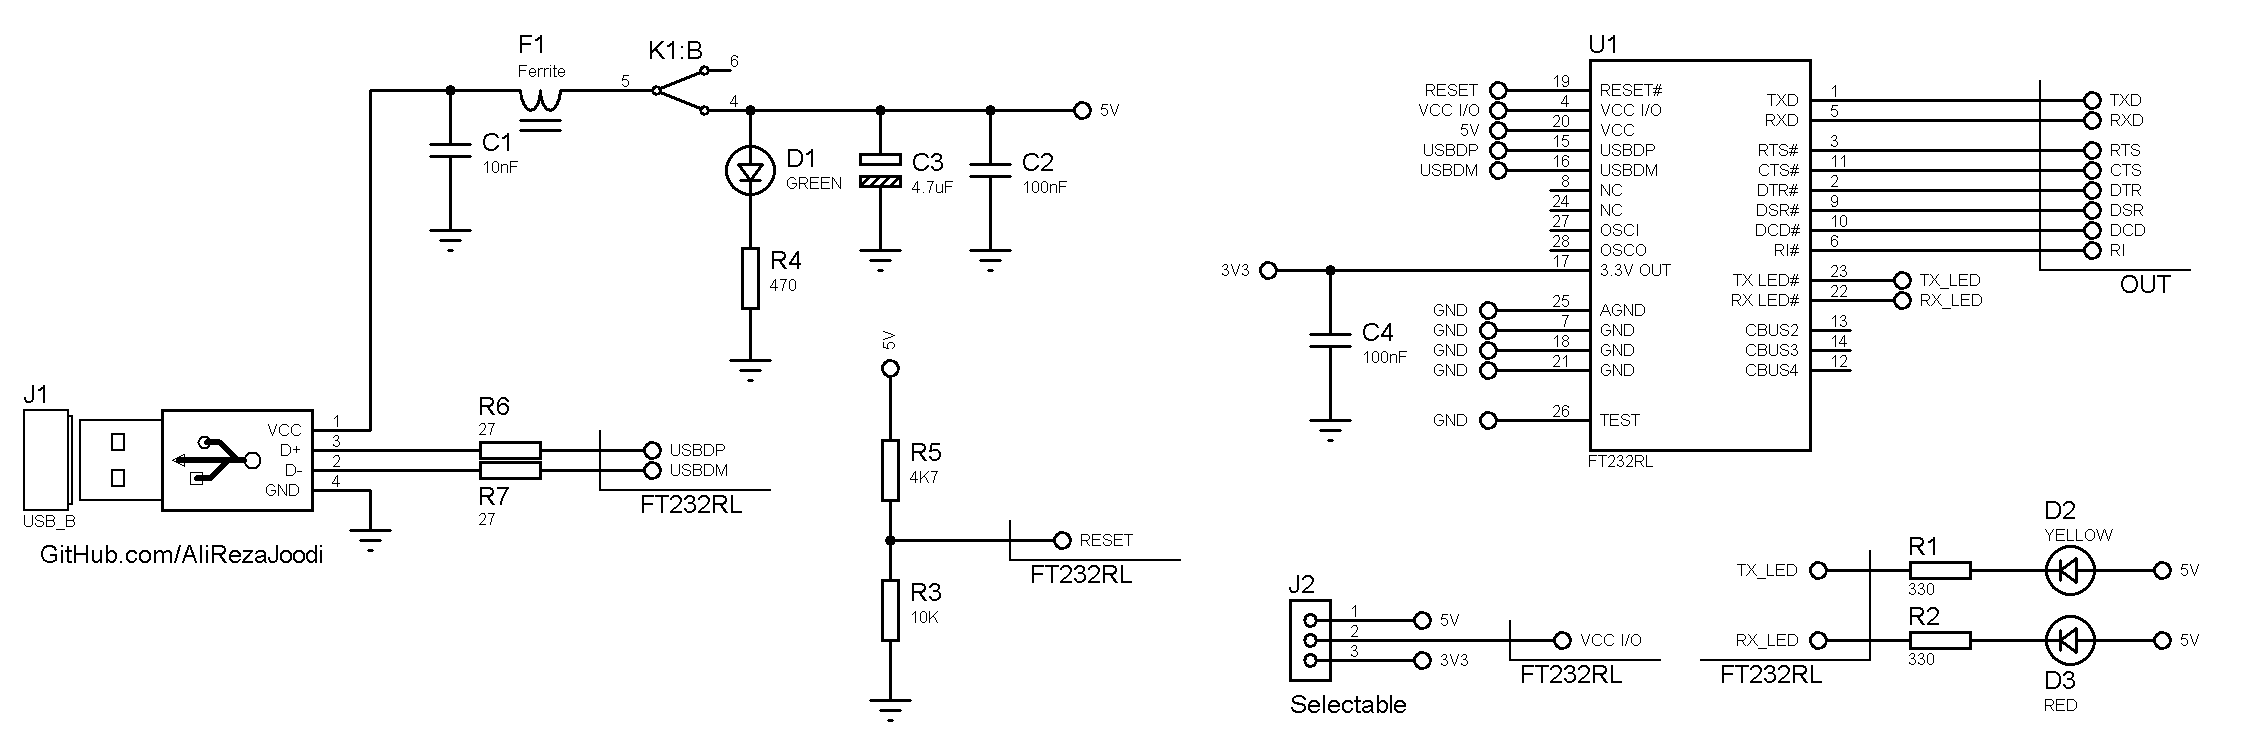 F1
Ferrite
K1:B
5
6
4
5V
C1
10nF
D1
GREEN
C3
4.7uF
C2
100nF
R4
470
J1
USB_B
VCC
D+
D-
GND
1
3
2
4
GitHub.com/AliRezaJoodi
R6
27
R7
27
USBDP
USBDM
FT232RL
5V
R5
4K7
R3
10K
RESET
FT232RL
U1
RESET 19 RESET#
VCC I/O 4 VCC I/O
5V 20 VCC
USBDP 15 USBDP
USBDM 16 USBDM
8 NC
24 NC
27 OSCI
28 OSCO
3V3 17 3.3V OUT
GND 25 AGND
GND 7 GND
GND 18 GND
GND 21 GND
GND 26 TEST
FT232RL
TXD 1 TXD
RXD 5 RXD
RTS# 3 RTS
CTS# 11 CTS
DTR# 2 DTR
DSR# 9 DSR
DCD# 10 DCD
RI# 6 RI
OUT
TX LED# 23 TX_LED
RX LED# 22 RX_LED
CBUS2 13
CBUS3 14
CBUS4 12
C4
100nF
J2
1 5V
2 VCC I/O
3 3V3
FT232RL
Selectable
D2
YELLOW
TX_LED R1 5V
330
RX_LED R2 5V
330
FT232RL
D3
RED